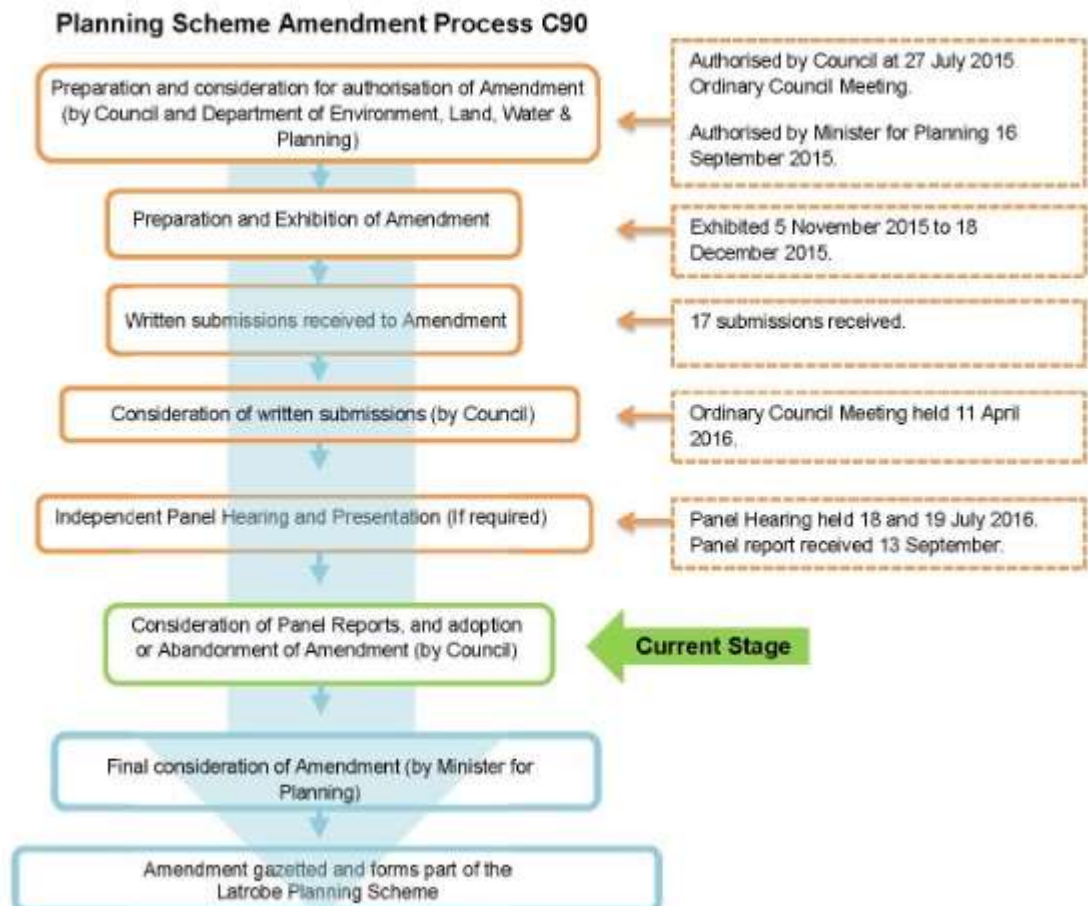 Planning Scheme Amendment Process C90
Preparation and consideration for authorisation of Amendment
(by Council and Department of Environment, Land, Water &
Planning)
Authorised by Council at 27 July 2015
Ordinary Council Meeting.
Authorised by Minister for Planning 16
September 2015.
Preparation and Exhibition of Amendment
Exhibited 5 November 2015 to 18
December 2015.
Written submissions received to Amendment
17 submissions received.
Consideration of written submissions (by Council)
Ordinary Council Meeting held 11 April
2016.
Independent Panel Hearing and Presentation (If required)
Panel Hearing held 18 and 19 July 2016.
Panel report received 13 September.
Consideration of Panel Reports, and adoption
or Abandonment of Amendment (by Council)
Current Stage
Final consideration of Amendment (by Minister for
Planning)
Amendment gazetted and forms part of the
Latrobe Planning Scheme